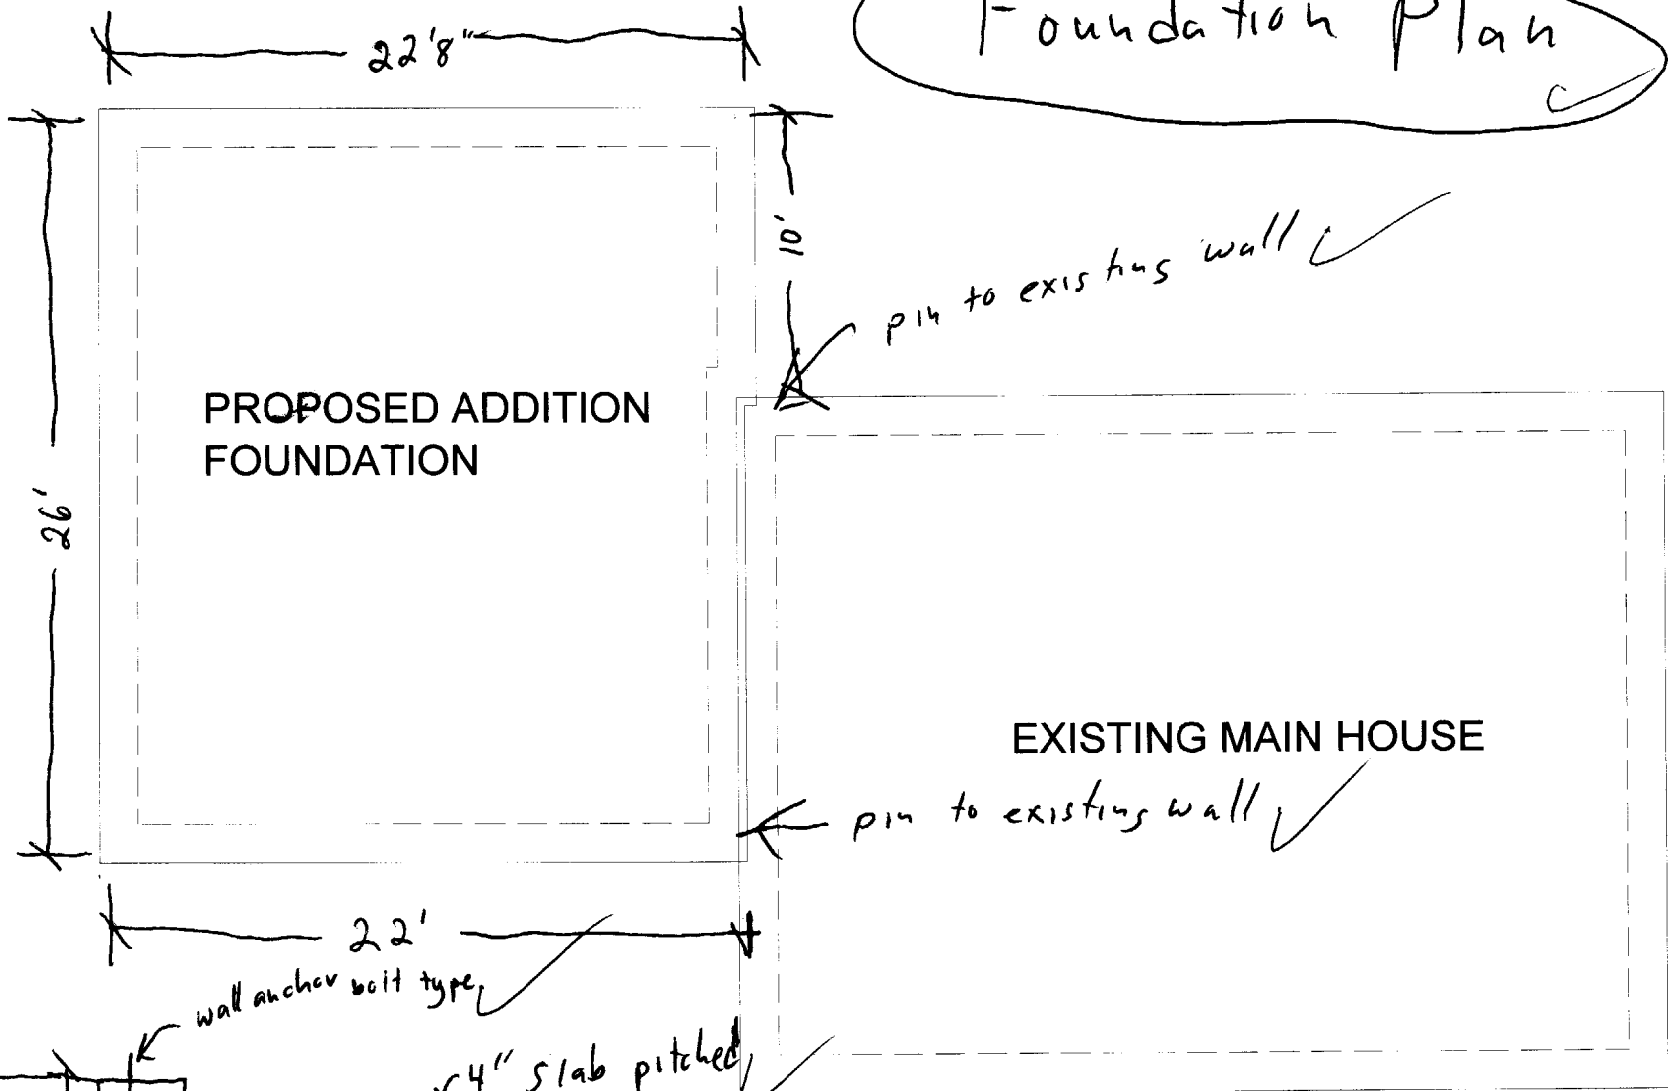 Foundation Plan
22'8"
10'
pin to existing wall
PROPOSED ADDITION
FOUNDATION
26'
EXISTING MAIN HOUSE
pin to existing wall
22'
wall anchor bolt type
4" slab pitched